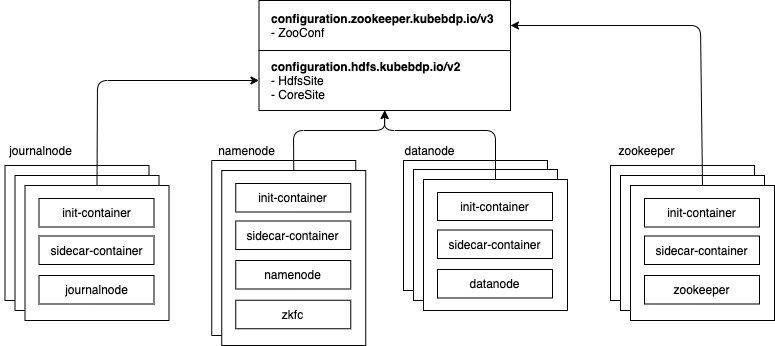 configuration.zookeeper.kubebdp.io/v3
- ZooConf
configuration.hdfs.kubebdp.io/v2
- HdfsSite
- CoreSite
journalnode
init-container
sidecar-container
journalnode
namenode
init-container
sidecar-container
namenode
zkfc
datanode
init-container
sidecar-container
datanode
zookeeper
init-container
sidecar-container
zookeeper